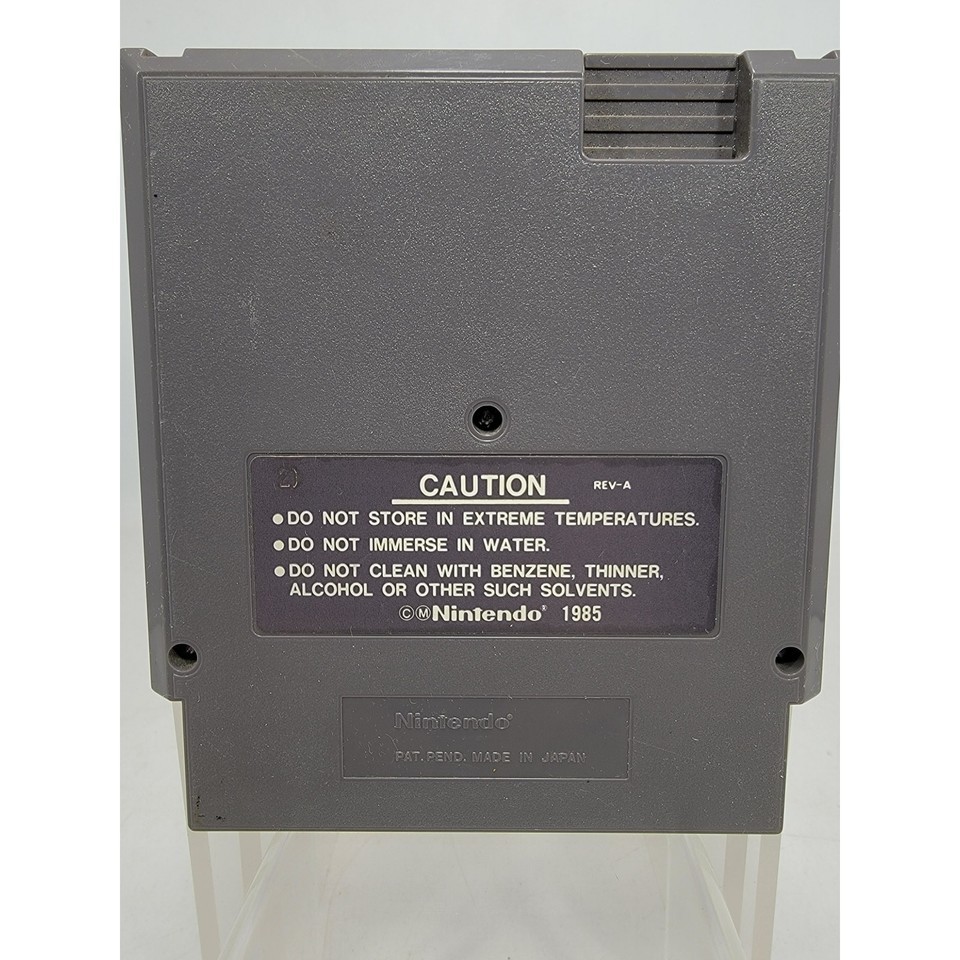 CAUTION REV-A
●DO NOT STORE IN EXTREME TEMPERATURES.
●DO NOT IMMERSE IN WATER.
●DO NOT CLEAN WITH BENZENE, THINNER,
ALCOHOL OR OTHER SUCH SOLVENTS.
©ⓂNintendo® 1985
Nintendo®
PAT. PEND. MADE IN JAPAN